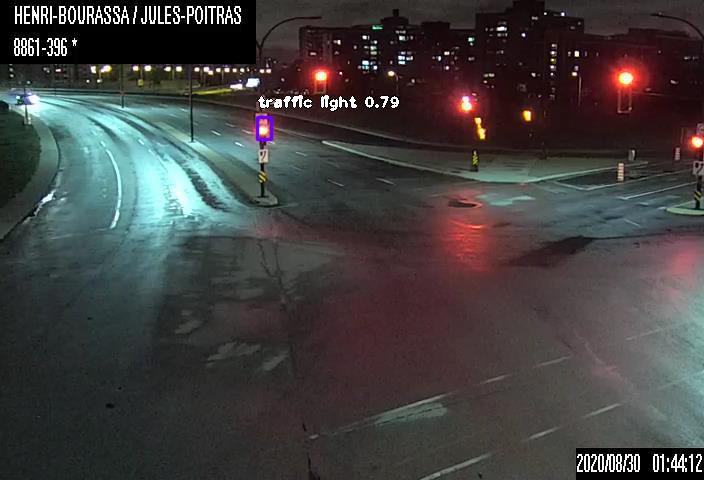 HENRI-BOURASSA / JULES-POITRAS
8861-396 *
traffic light 0.79
2020/08/30 01:44:12